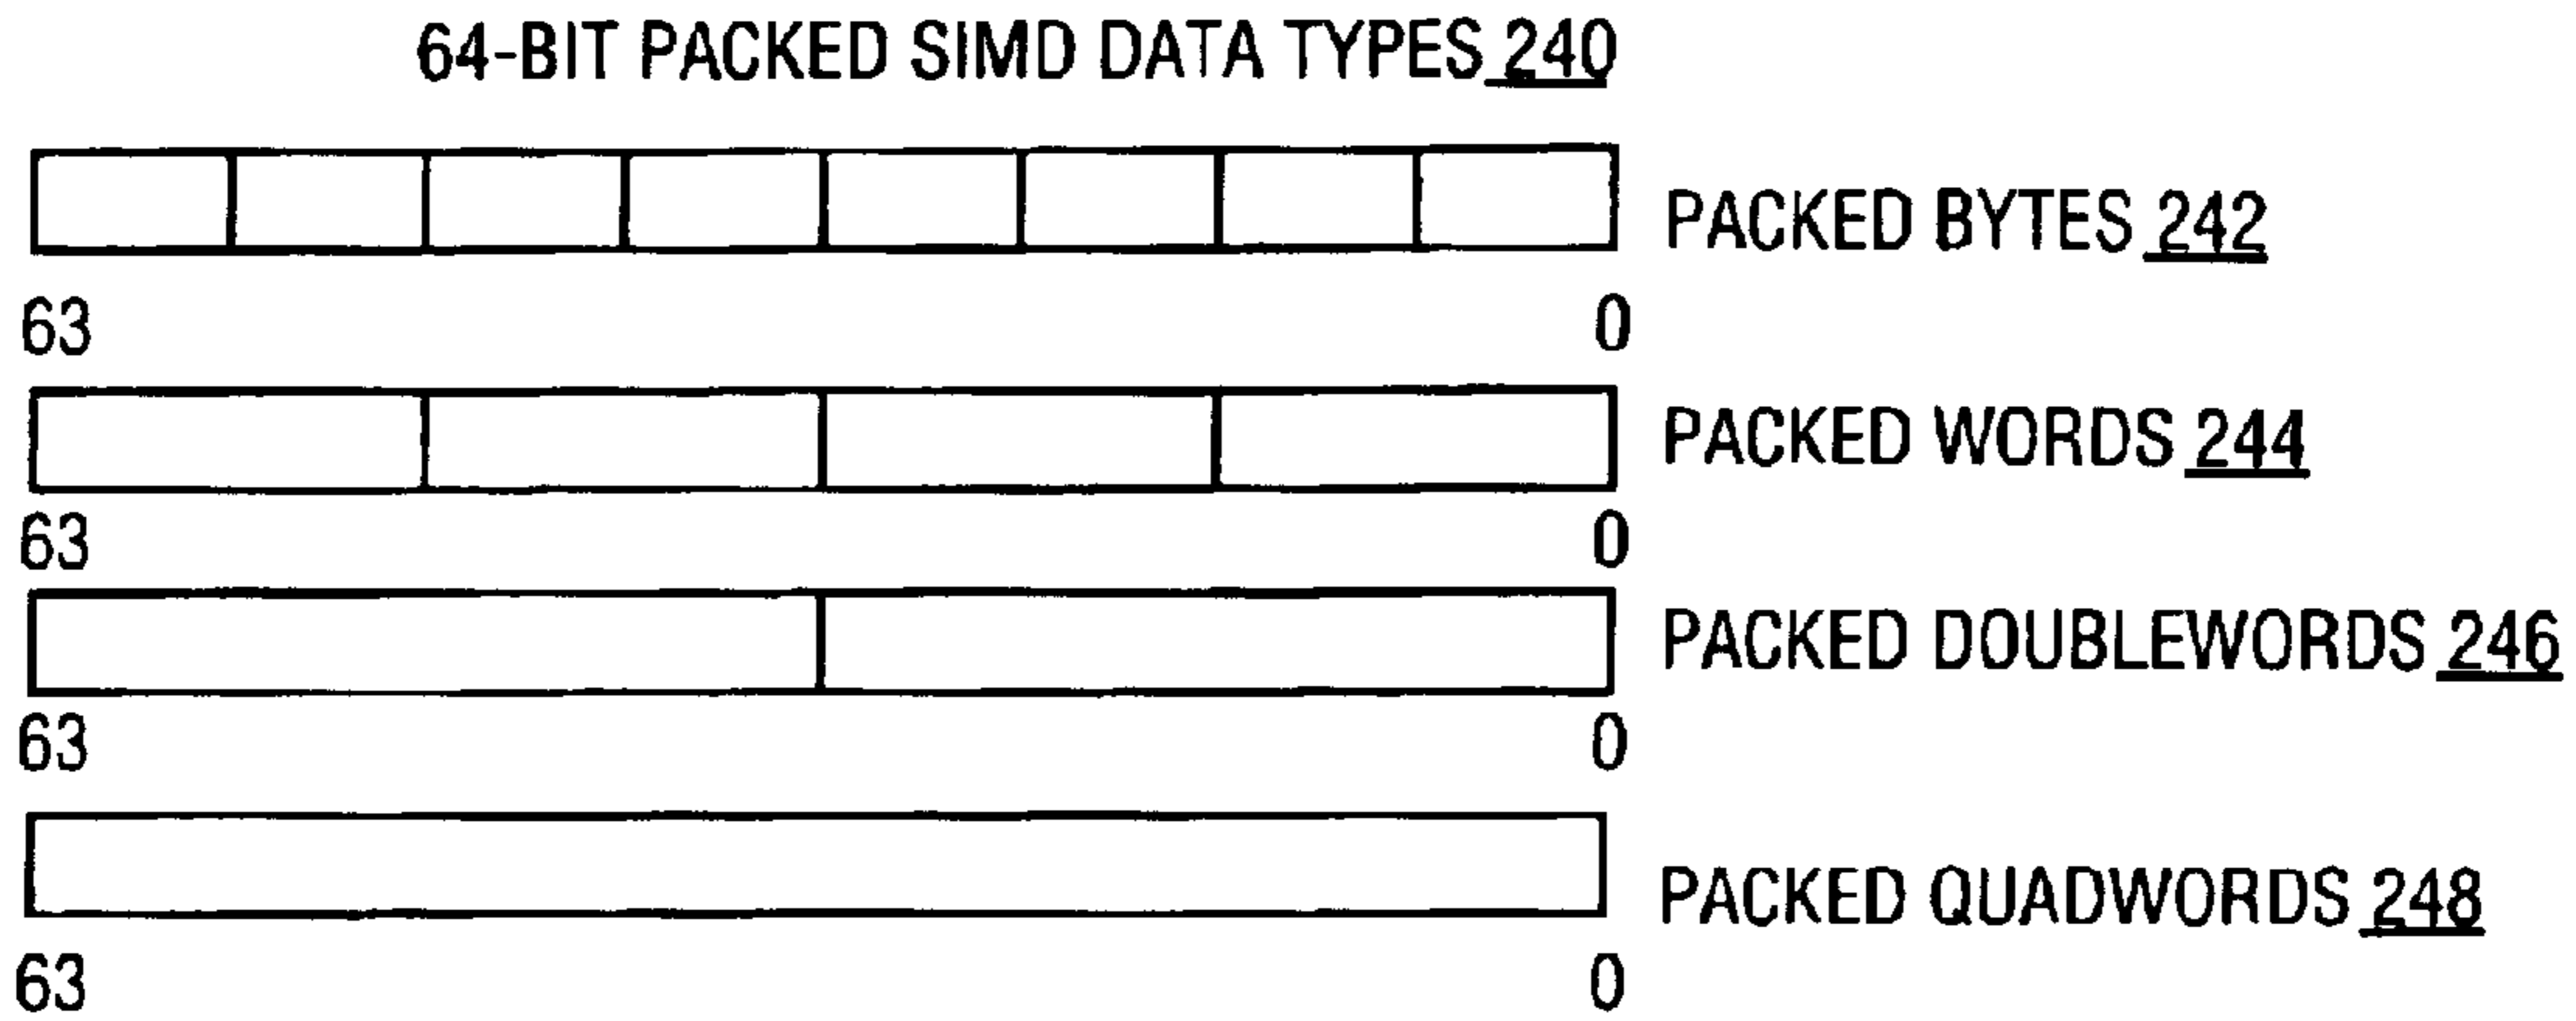 64-BIT PACKED SIMD DATA TYPES 240
PACKED BYTES 242
63 0
PACKED WORDS 244
63 0
PACKED DOUBLEWORDS 246
63 0
PACKED QUADWORDS 248
63 0